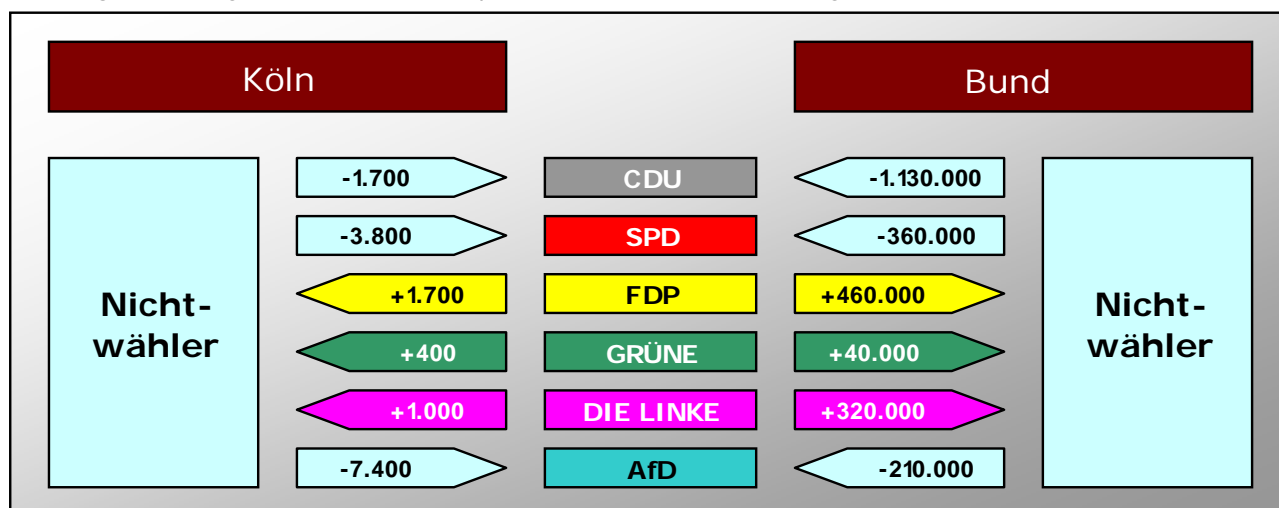 Köln
Bund
-1.700
CDU
-1.130.000
-3.800
SPD
-360.000
Nicht-
wähler
+1.700
FDP
+460.000
Nicht-
wähler
+400
GRÜNE
+40.000
+1.000
DIE LINKE
+320.000
-7.400
AfD
-210.000